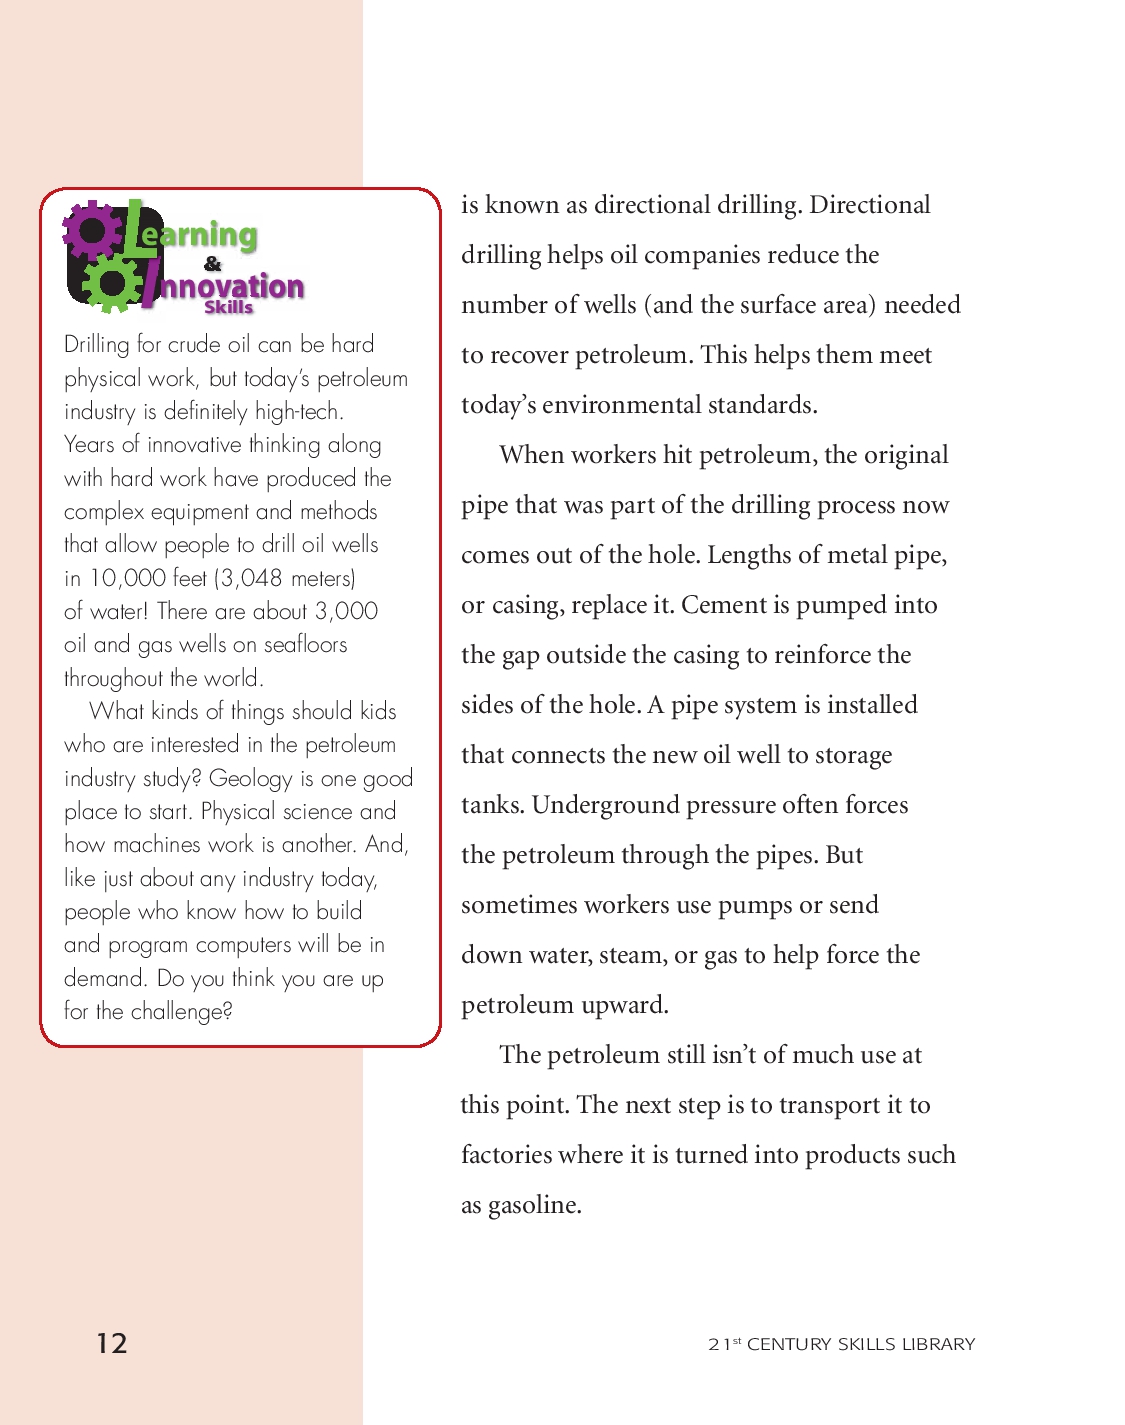 Learning
&
Innovation
Skills
Drilling for crude oil can be hard
physical work, but today’s petroleum
industry is definitely high-tech.
Years of innovative thinking along
with hard work have produced the
complex equipment and methods
that allow people to drill oil wells
in 10,000 feet (3,048 meters)
of water! There are about 3,000
oil and gas wells on seafloors
throughout the world.
What kinds of things should kids
who are interested in the petroleum
industry study? Geology is one good
place to start. Physical science and
how machines work is another. And,
like just about any industry today,
people who know how to build
and program computers will be in
demand. Do you think you are up
for the challenge?
is known as directional drilling. Directional
drilling helps oil companies reduce the
number of wells (and the surface area) needed
to recover petroleum. This helps them meet
today’s environmental standards.
When workers hit petroleum, the original
pipe that was part of the drilling process now
comes out of the hole. Lengths of metal pipe,
or casing, replace it. Cement is pumped into
the gap outside the casing to reinforce the
sides of the hole. A pipe system is installed
that connects the new oil well to storage
tanks. Underground pressure often forces
the petroleum through the pipes. But
sometimes workers use pumps or send
down water, steam, or gas to help force the
petroleum upward.
The petroleum still isn’t of much use at
this point. The next step is to transport it to
factories where it is turned into products such
as gasoline.
12
21st CENTURY SKILLS LIBRARY